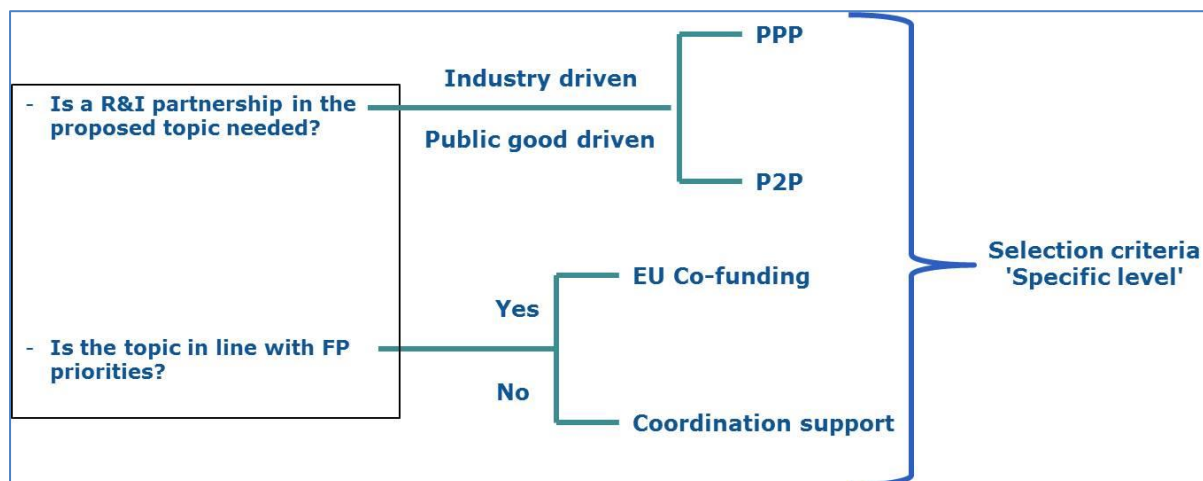 PPP
Industry driven
- Is a R&I partnership in the
proposed topic needed?
Public good driven
P2P
Selection criteria
'Specific level'
EU Co-funding
Yes
- Is the topic in line with FP
priorities?
No
Coordination support